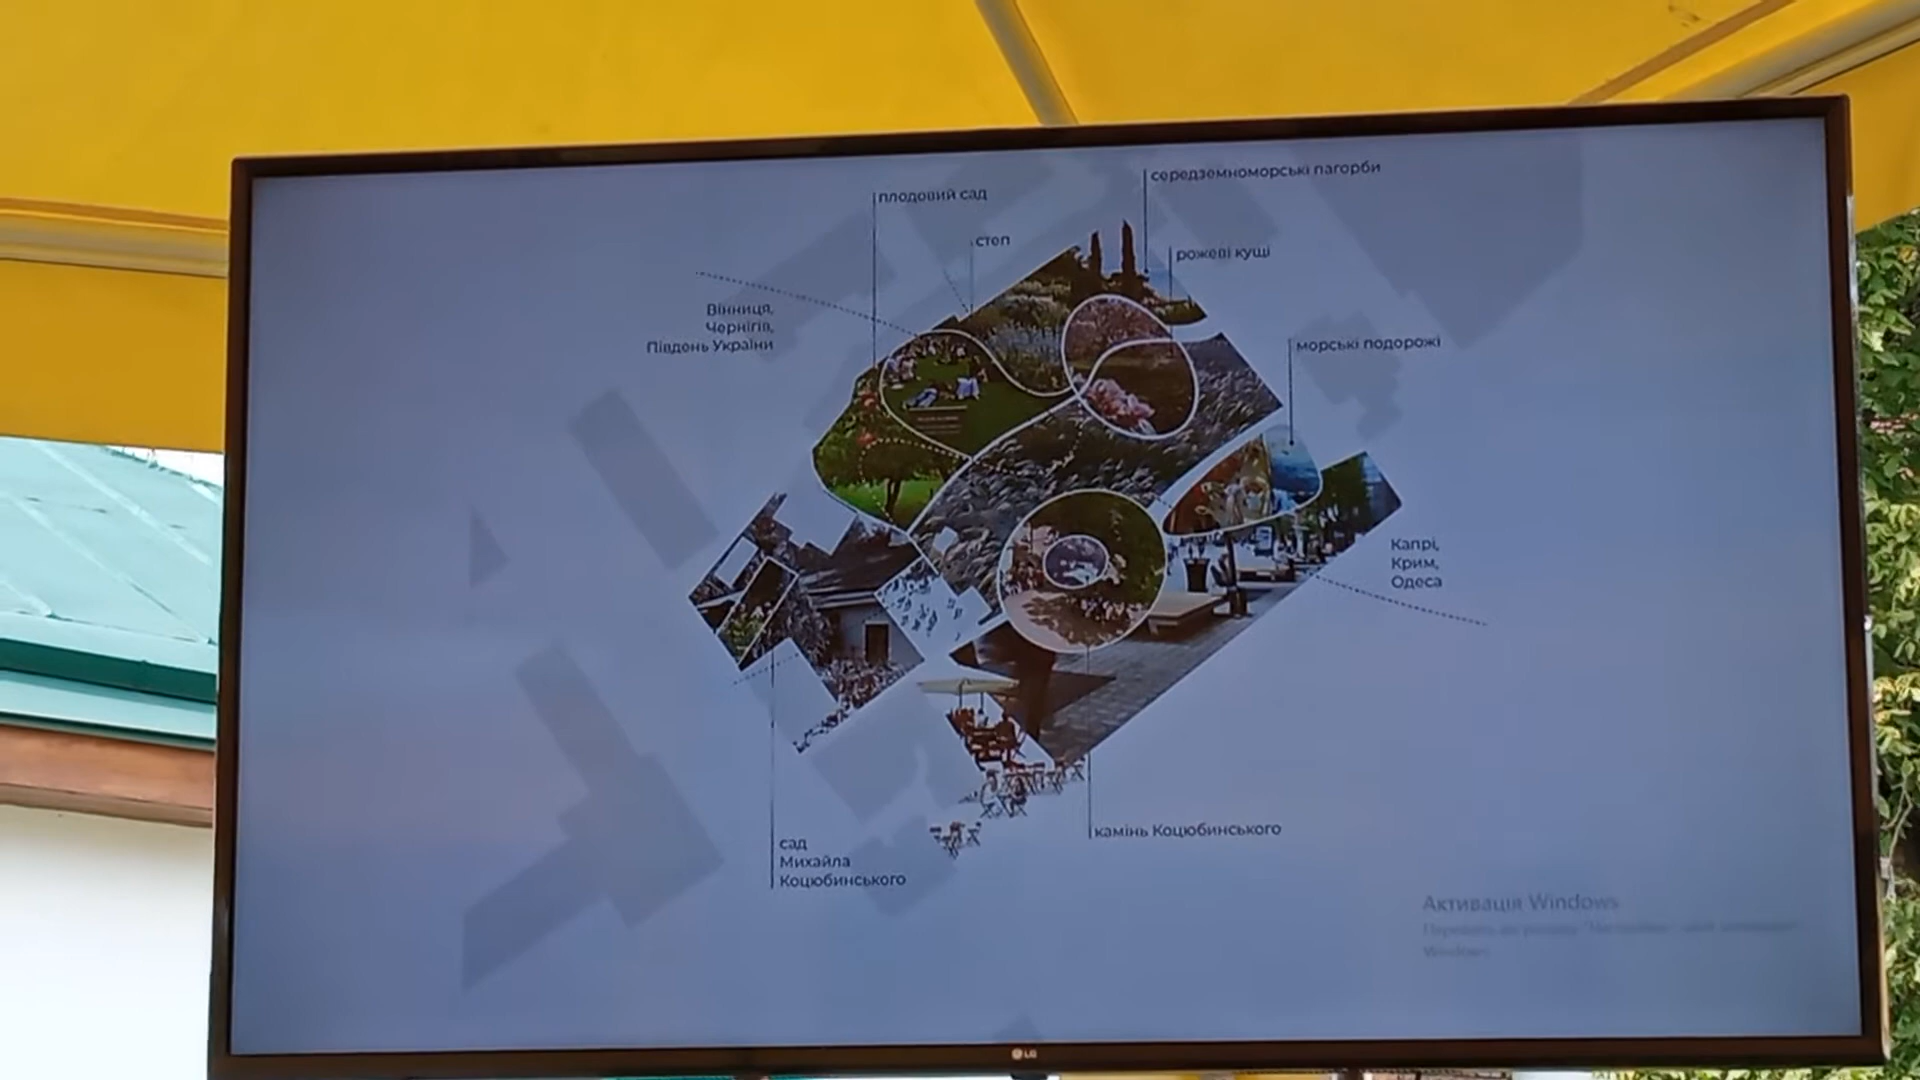 середземноморські пагорби
плодовий сад
степ
рожеві кущі
Вінниця,
Чернігів,
Південь України
морські подорожі
Капрі,
Крим,
Одеса
камінь Коцюбинського
сад
Михайла
Коцюбинського
Активація Windows
Windows
LG